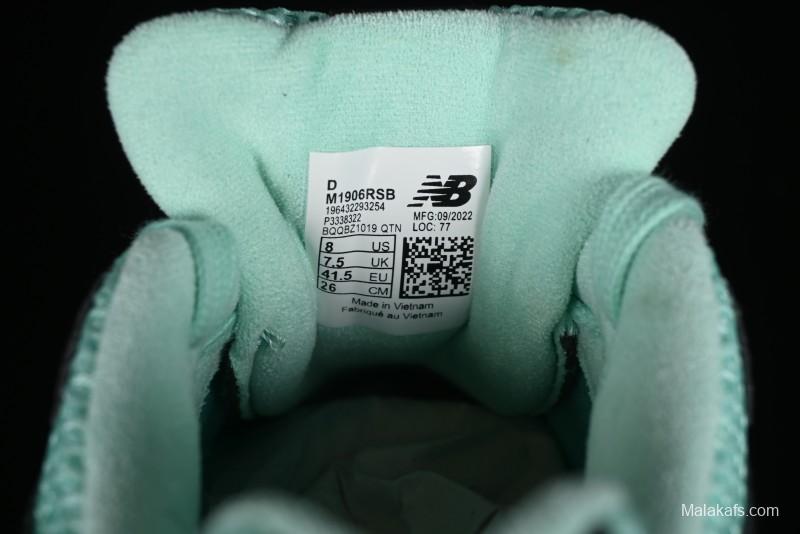 D
M1906RSB
196432293254
P3338322
BQQBZ1019 QTN
NB
MFG:09/2022
LOC: 77
8 US
7.5 UK
41.5 EU
26 CM
Made in Vietnam
Fabriqué au Vietnam
Malakafs.com